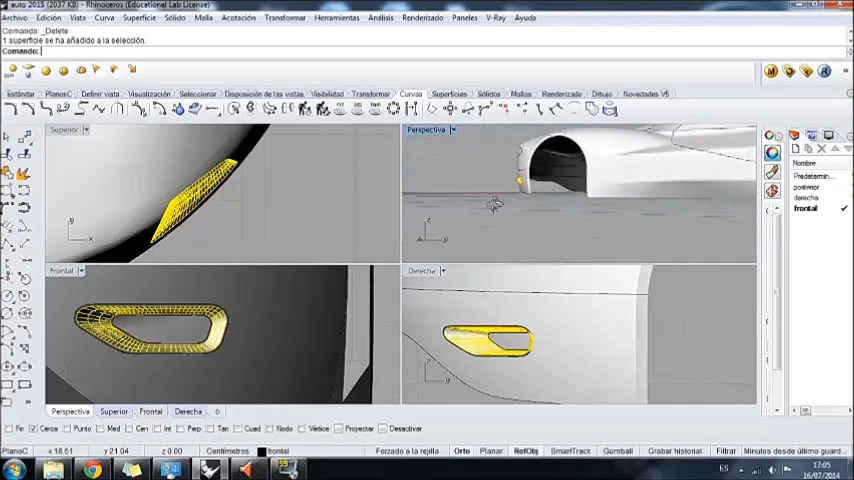 auto 2015 (2037 KB) - Rhinoceros (Educational Lab License)
Archivo Edición Vista Curva Superficie Sólido Malla Acotación Transformar Herramientas Análisis Renderizado Paneles V-Ray Ayuda
Comando: _Delete
1 superficie se ha añadido a la selección.
Comando:
Estándar PlanosC Definir vista Visualización Seleccionar Disposición de las vistas Visibilidad Transformar Curvas Superficies Sólidos Mallas Renderizado Dibujo Novedades V5
Superior
Perspectiva
Nombre
Predetermin...
posterior
derecha
frontal
y
x
z
y
Frontal
Derecha
z
y
Perspectiva Superior Frontal Derecha
Fin Cerca Punto Med Cen Int Perp Tan Cuad Nodo Vértice Proyectar Desactivar
PlanoC x 18.51 y 21.04 z 0.00 Centímetros frontal Forzado a la rejilla Orto Planar RefObj SmartTrack Gumball Grabar historial Filtrar Minutos desde último guard...
ES
17:05
16/07/2014